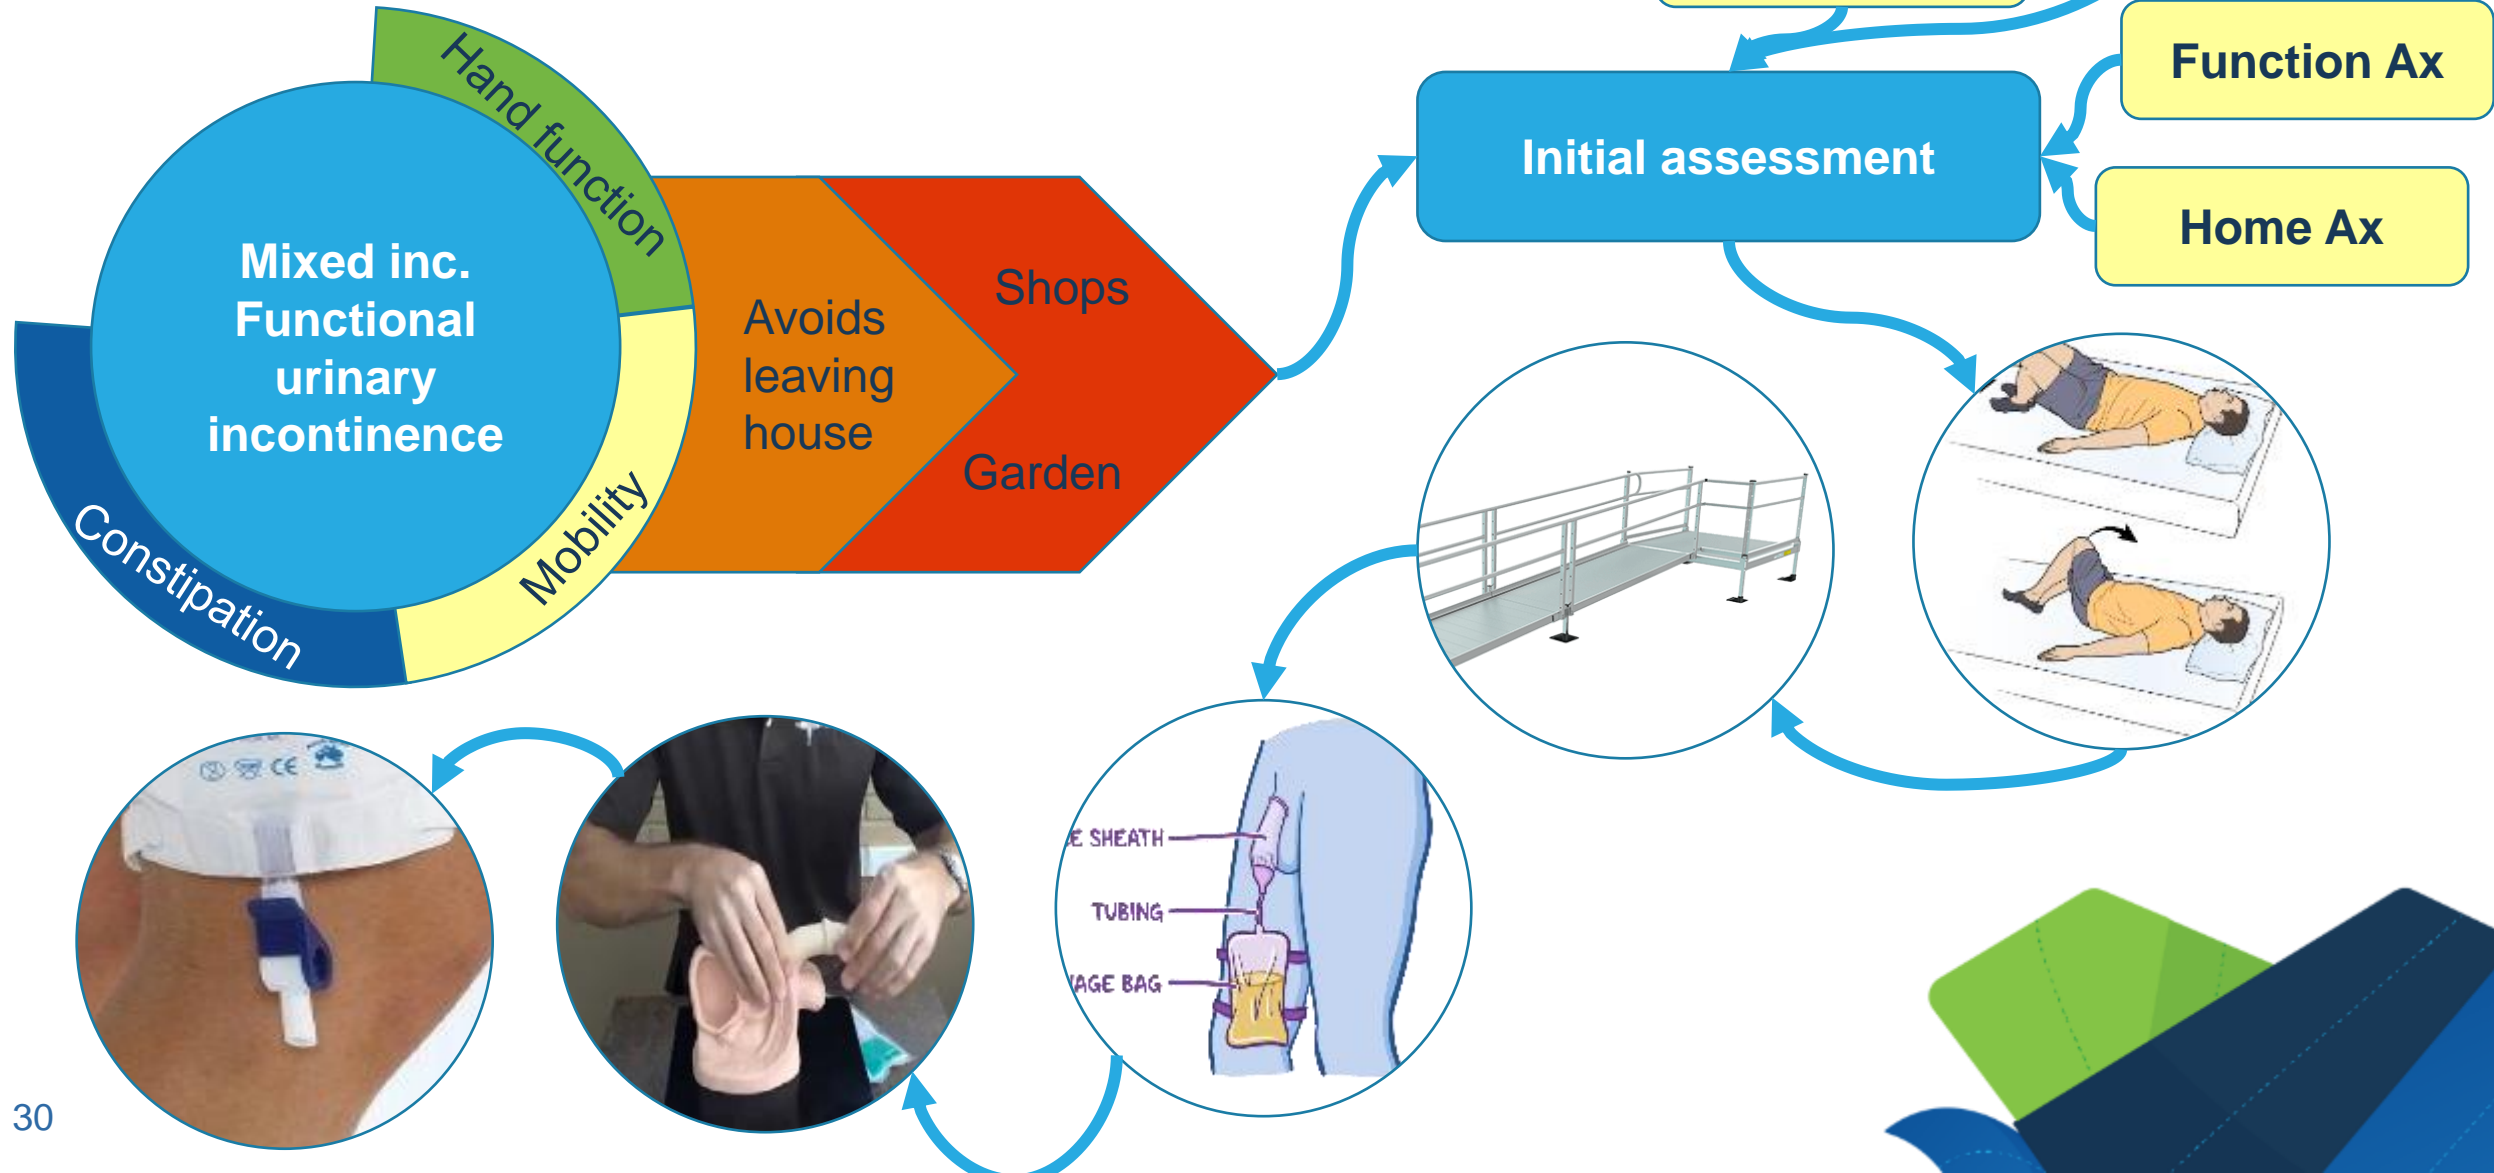 Hand function
Mixed inc.
Functional
urinary
incontinence
Constipation
Mobility
Avoids
leaving
house
Shops
Garden
Initial assessment
Function Ax
Home Ax
CE
E SHEATH
TUBING
AGE BAG
30